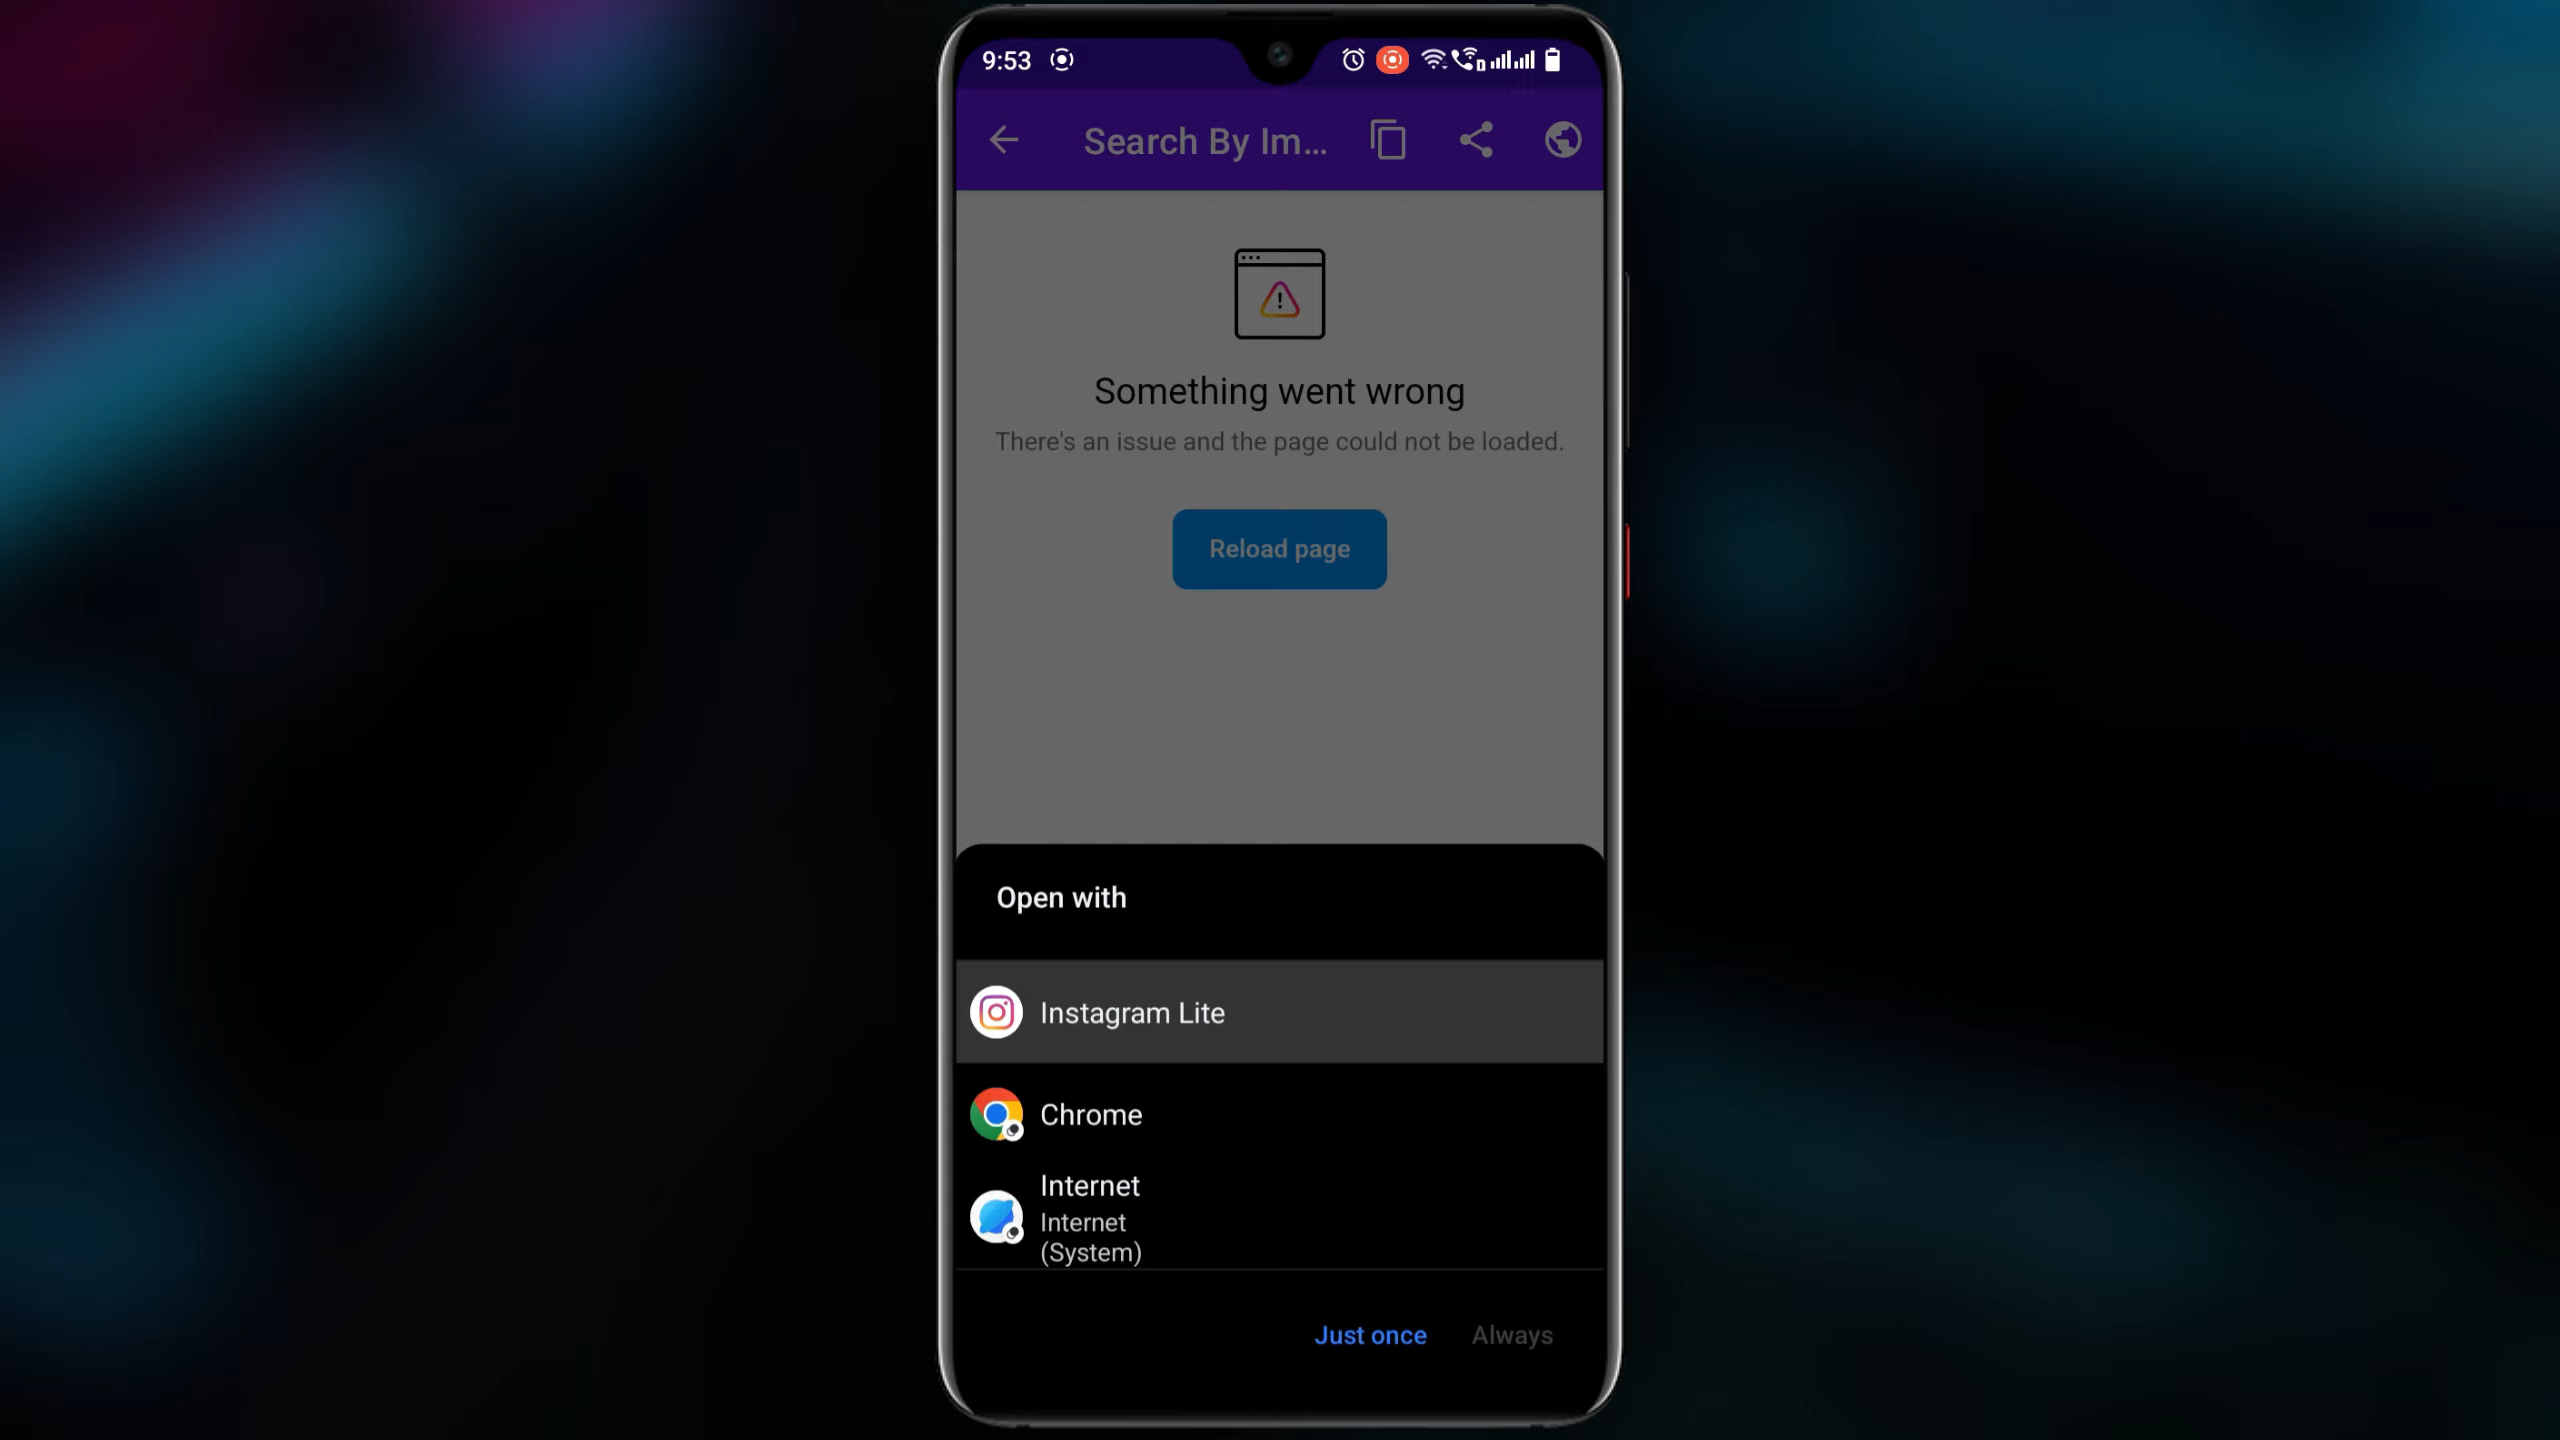 9:53
Search By Im...
Something went wrong
There's an issue and the page could not be loaded.
Reload page
Open with
Instagram Lite
Chrome
Internet
Internet
(System)
Just once Always